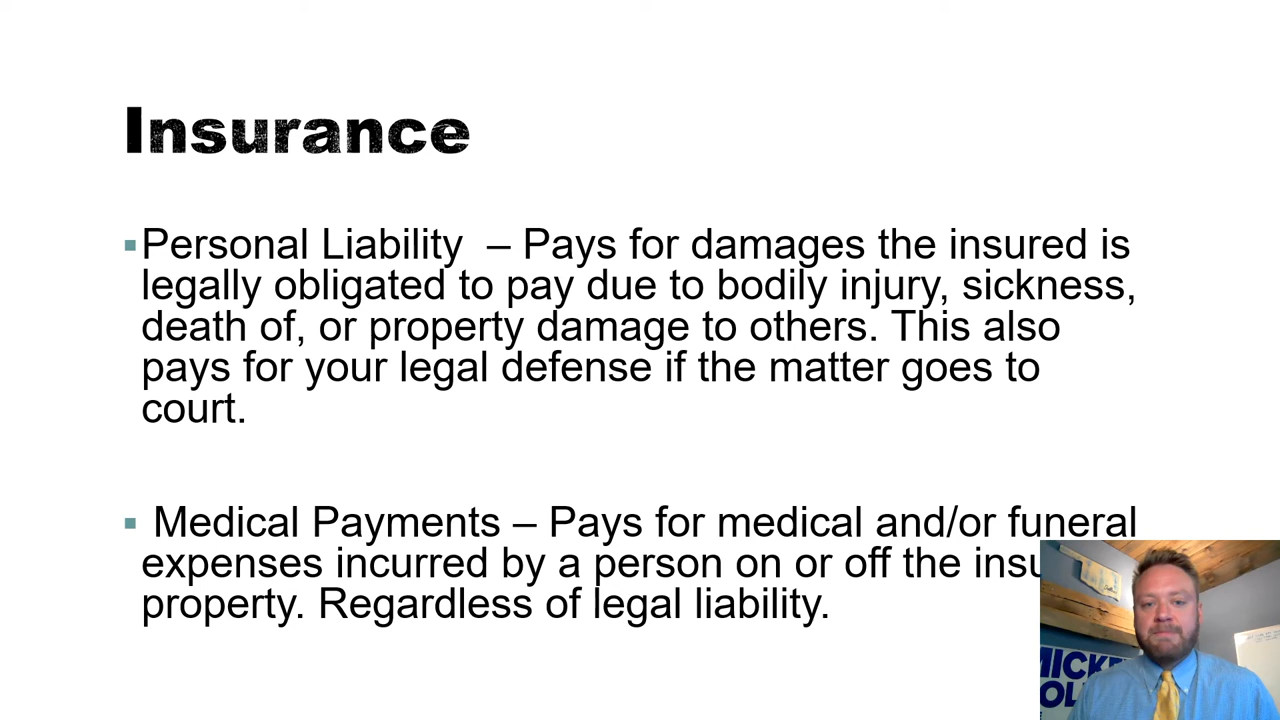 Insurance
Personal Liability – Pays for damages the insured is
legally obligated to pay due to bodily injury, sickness,
death of, or property damage to others. This also
pays for your legal defense if the matter goes to
court.
Medical Payments – Pays for medical and/or funeral
expenses incurred by a person on or off the
property. Regardless of legal liability.